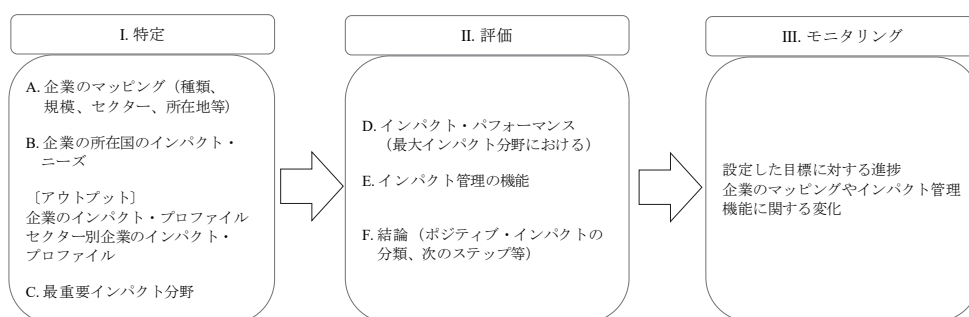 I. 特定
A. 企業のマッピング（種類、
規模、セクター、所在地等）
B. 企業の所在国のインパクト・
ニーズ
〔アウトプット〕
企業のインパクト・プロファイル
セクター別企業のインパクト・
プロファイル
C. 最重要インパクト分野
II. 評価
D. インパクト・パフォーマンス
（最大インパクト分野における）
E. インパクト管理の機能
F. 結論（ポジティブ・インパクトの
分類、次のステップ等）
III. モニタリング
設定した目標に対する進捗
企業のマッピングやインパクト管理
機能に関する変化